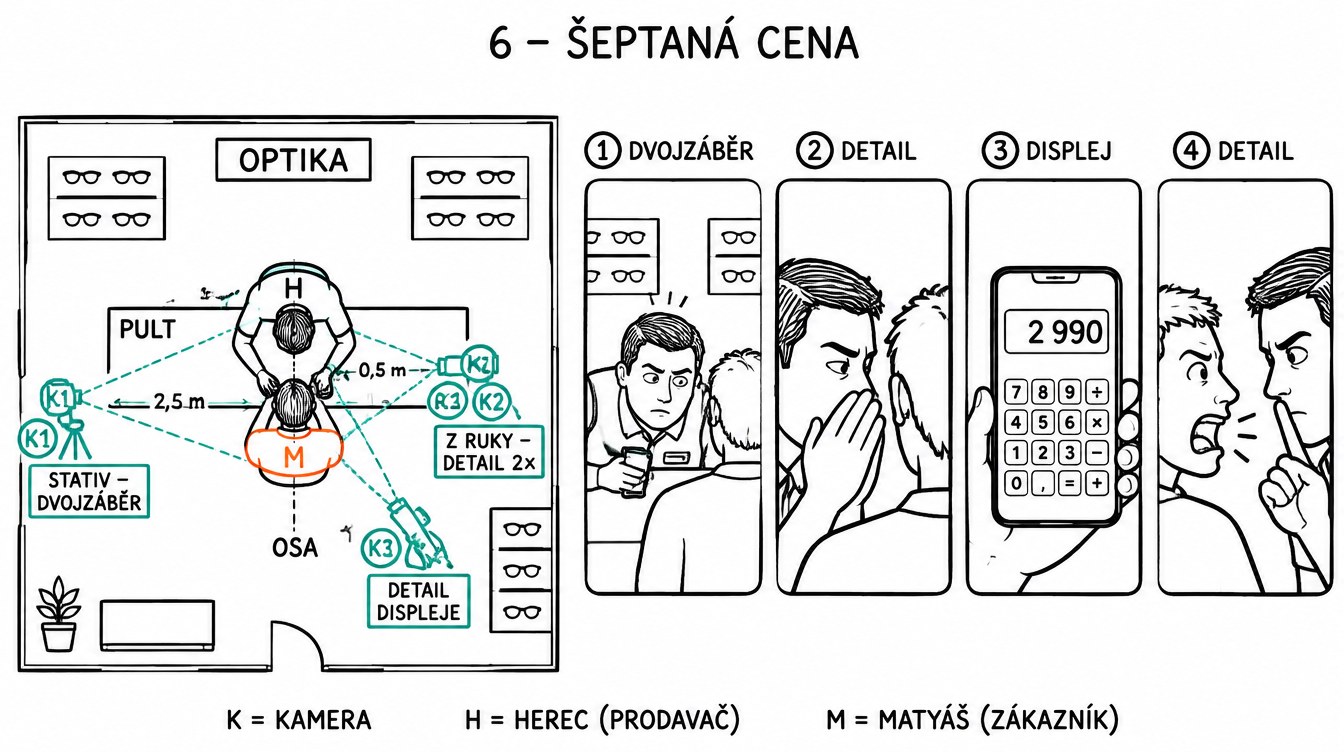 6 – ŠEPTANÁ CENA
OPTIKA
H
PULT
K1
2,5 m
0,5 m
K2
K1
K2
STATIV –
DVOJZÁBĚR
Z RUKY –
DETAIL 2x
M
OSA
K3
DETAIL
DISPLEJE
1 DVOJZÁBĚR
2 DETAIL
3 DISPLEJ
2 990
7 8 9 +
4 5 6 ×
1 2 3 −
0 , = +
4 DETAIL
K = KAMERA
H = HEREC (PRODAVAČ)
M = MATYÁŠ (ZÁKAZNÍK)